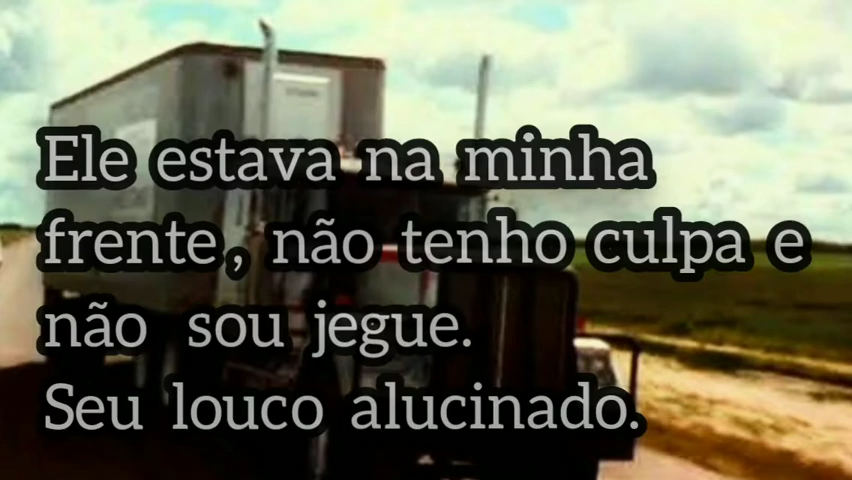 Ele estava na minha
frente, não tenho culpa e
não sou jegue.
Seu louco alucinado.